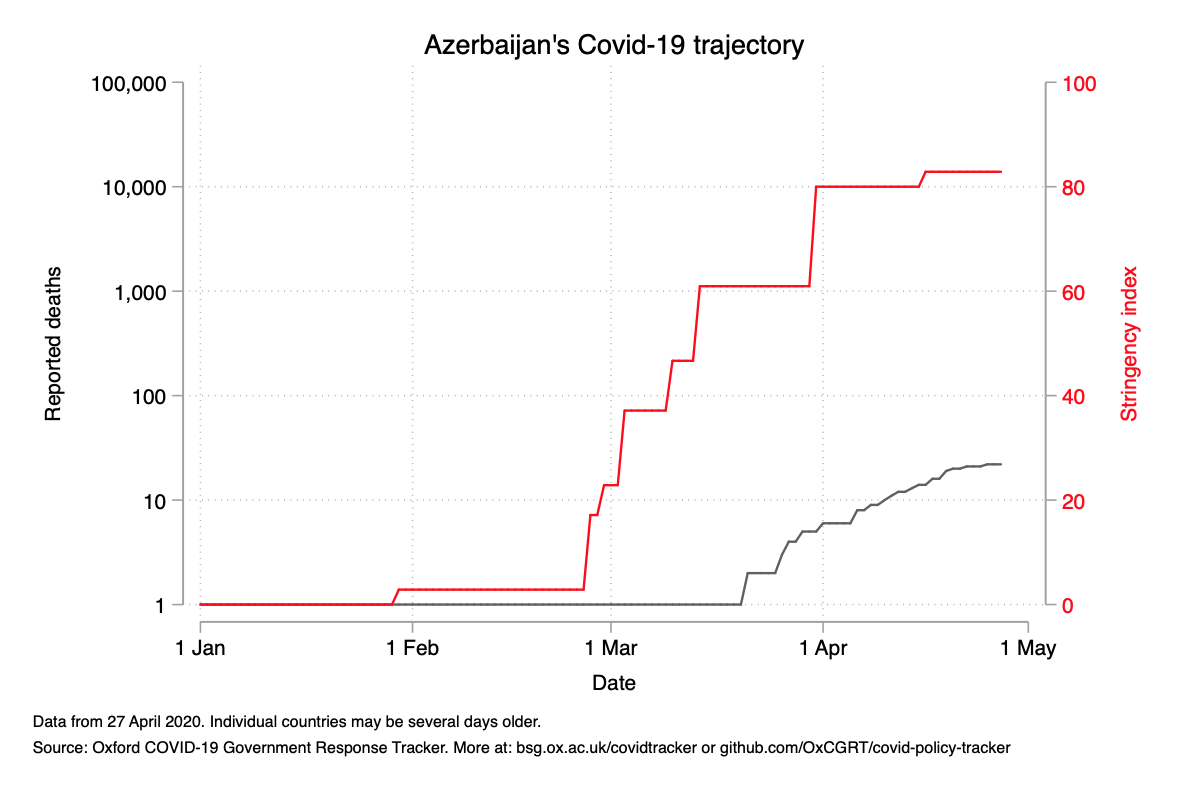 Azerbaijan's Covid-19 trajectory
100,000
10,000
1,000
100
10
1
Reported deaths
100
80
60
40
20
0
Stringency index
1 Jan
1 Feb
1 Mar
1 Apr
1 May
Date
Data from 27 April 2020. Individual countries may be several days older.
Source: Oxford COVID-19 Government Response Tracker. More at: bsg.ox.ac.uk/covidtracker or github.com/OxCGRT/covid-policy-tracker